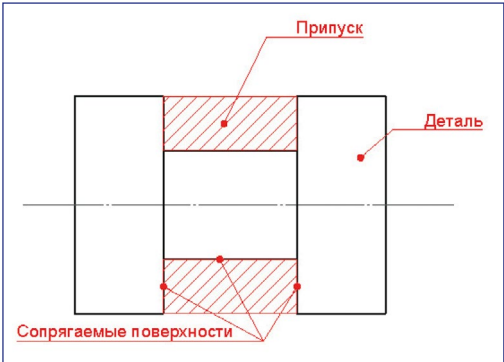 Припуск
Деталь
Сопрягаемые поверхности